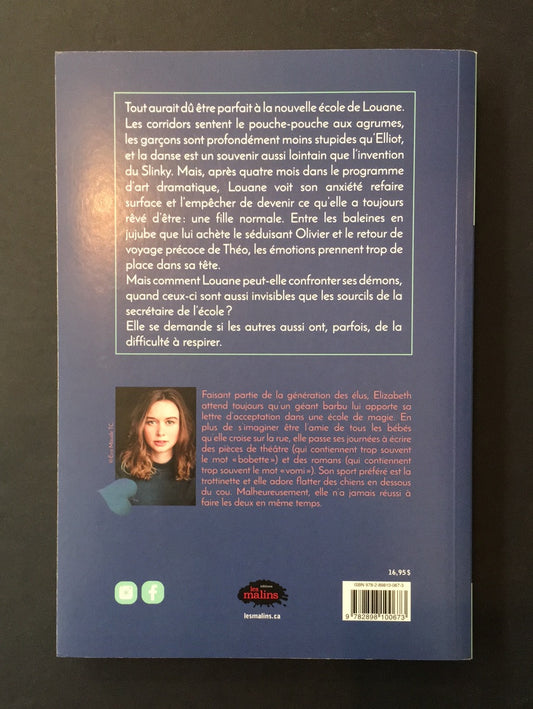 Tout aurait dû être parfait à la nouvelle école de Louane.
Les corridors sentent le pouche-pouche aux agrumes,
les garçons sont profondément moins stupides qu'Elliot,
et la danse est un souvenir aussi lointain que l'invention
du Slinky. Mais, après quatre mois dans le programme
d'art dramatique, Louane voit son anxiété refaire
surface et l'empêcher de devenir ce qu'elle a toujours
rêvé d'être : une fille normale. Entre les baleines en
jujube que lui achète le séduisant Olivier et le retour de
voyage précoce de Théo, les émotions prennent trop de
place dans sa tête.
Mais comment Louane peut-elle confronter ses démons,
quand ceux-ci sont aussi invisibles que les sourcils de la
secrétaire de l'école ?
Elle se demande si les autres aussi ont, parfois, de la
difficulté à respirer.
Faisant partie de la génération des élus, Elizabeth
attend toujours qu'un géant barbu lui apporte sa
lettre d'acceptation dans une école de magie. En
plus de s'imaginer être l'amie de tous les bébés
qu'elle croise sur la rue, elle passe ses journées à écrire
des pièces de théâtre (qui contiennent trop souvent
le mot « bobette ») et des romans (qui contiennent
trop souvent le mot « vomi »). Son sport préféré est la
trottinette et elle adore flatter des chiens en dessous
du cou. Malheureusement, elle n'a jamais réussi à
faire les deux en même temps.
16,95 $
éditions
les
malins
lesmalins.ca
ISBN 978-2-89810-067-3
9 782898 100673